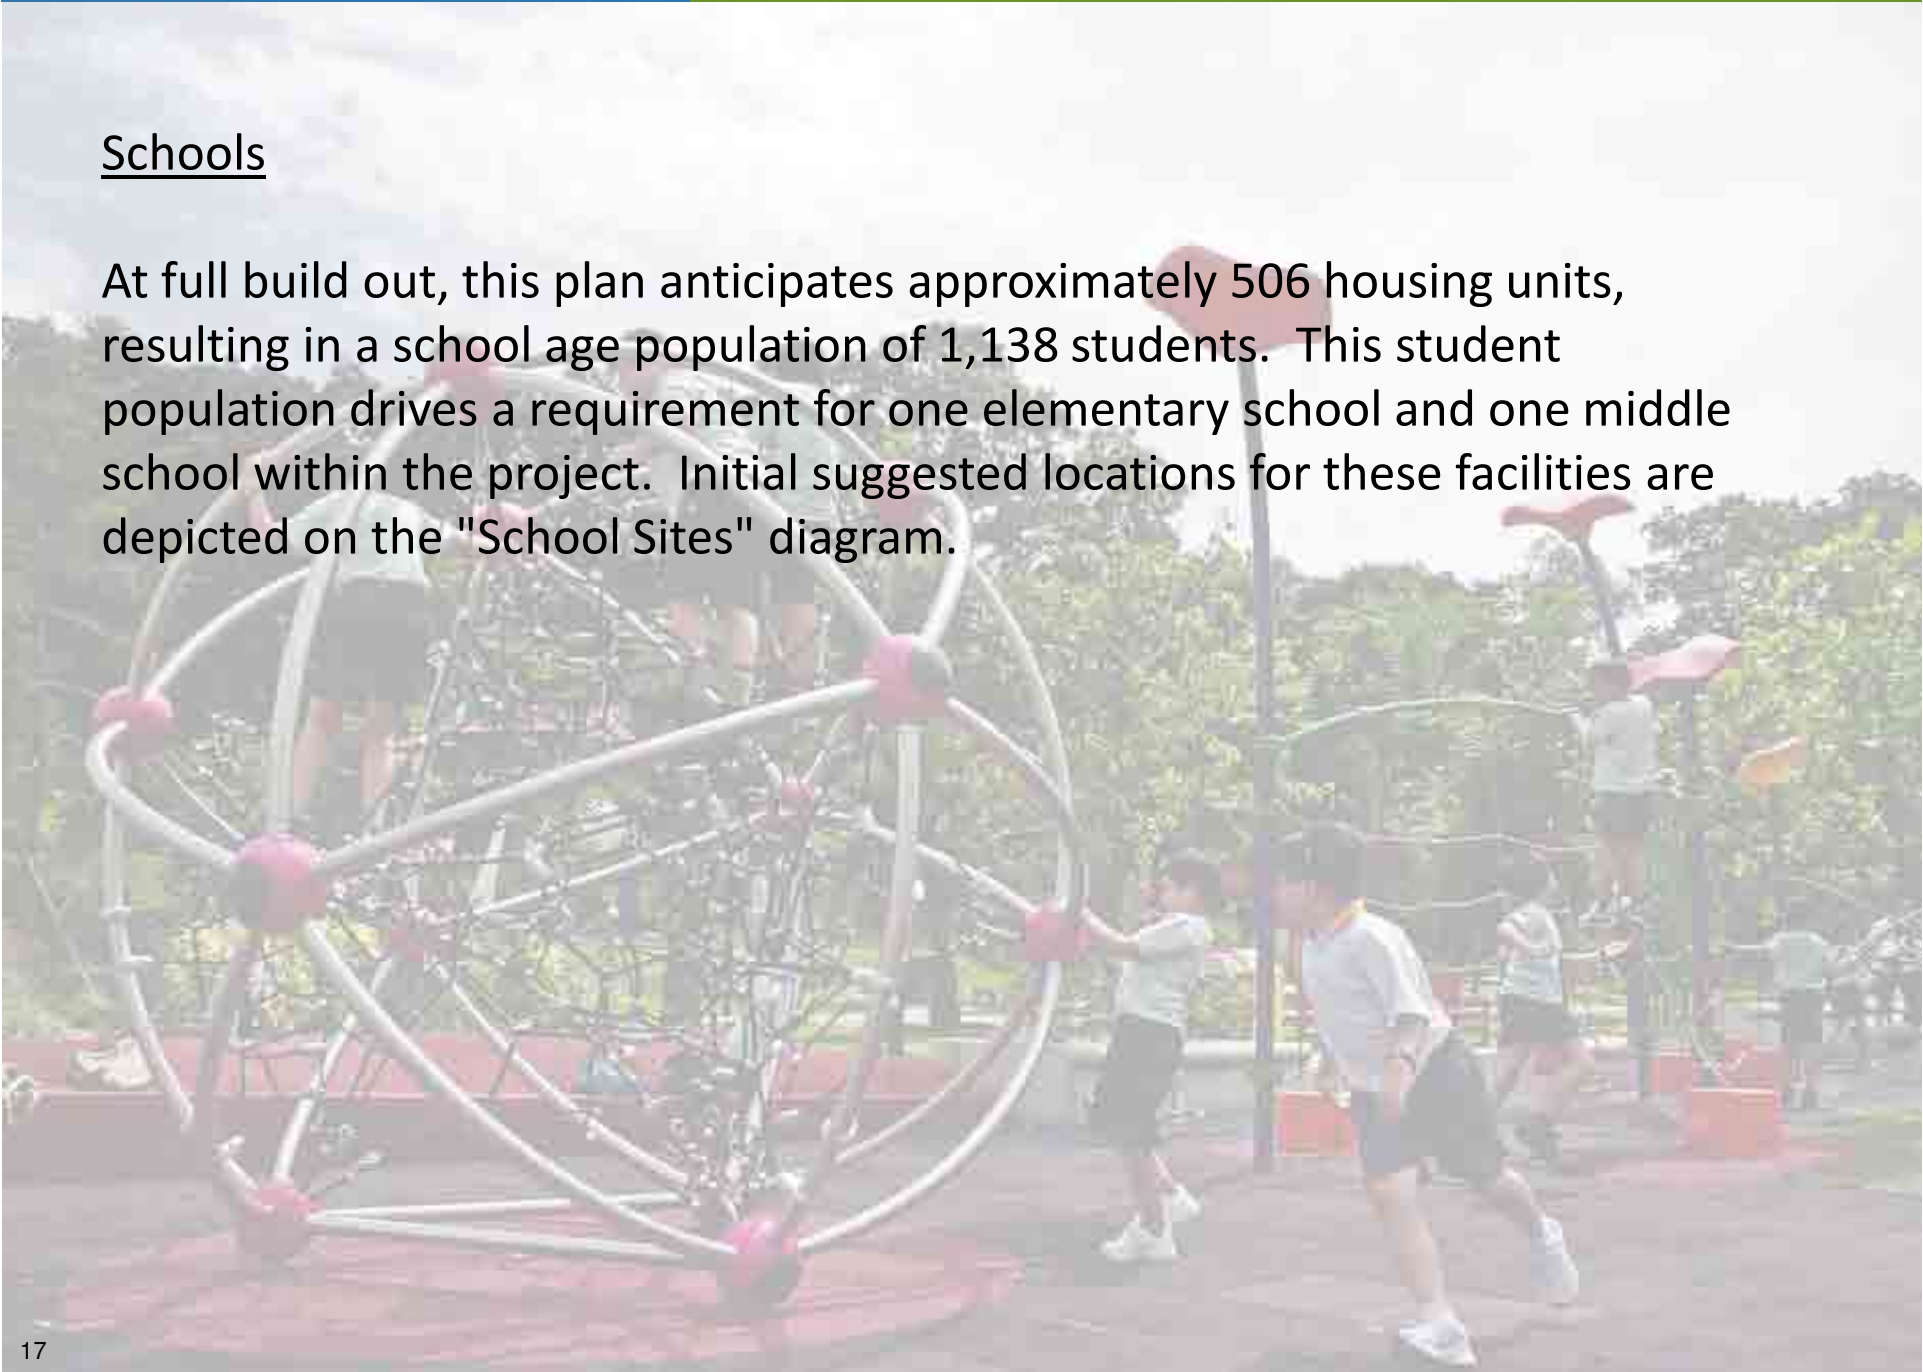 Schools
At full build out, this plan anticipates approximately 506 housing units,
resulting in a school age population of 1,138 students.  This student
population drives a requirement for one elementary school and one middle
school within the project.  Initial suggested locations for these facilities are
depicted on the "School Sites" diagram.
17